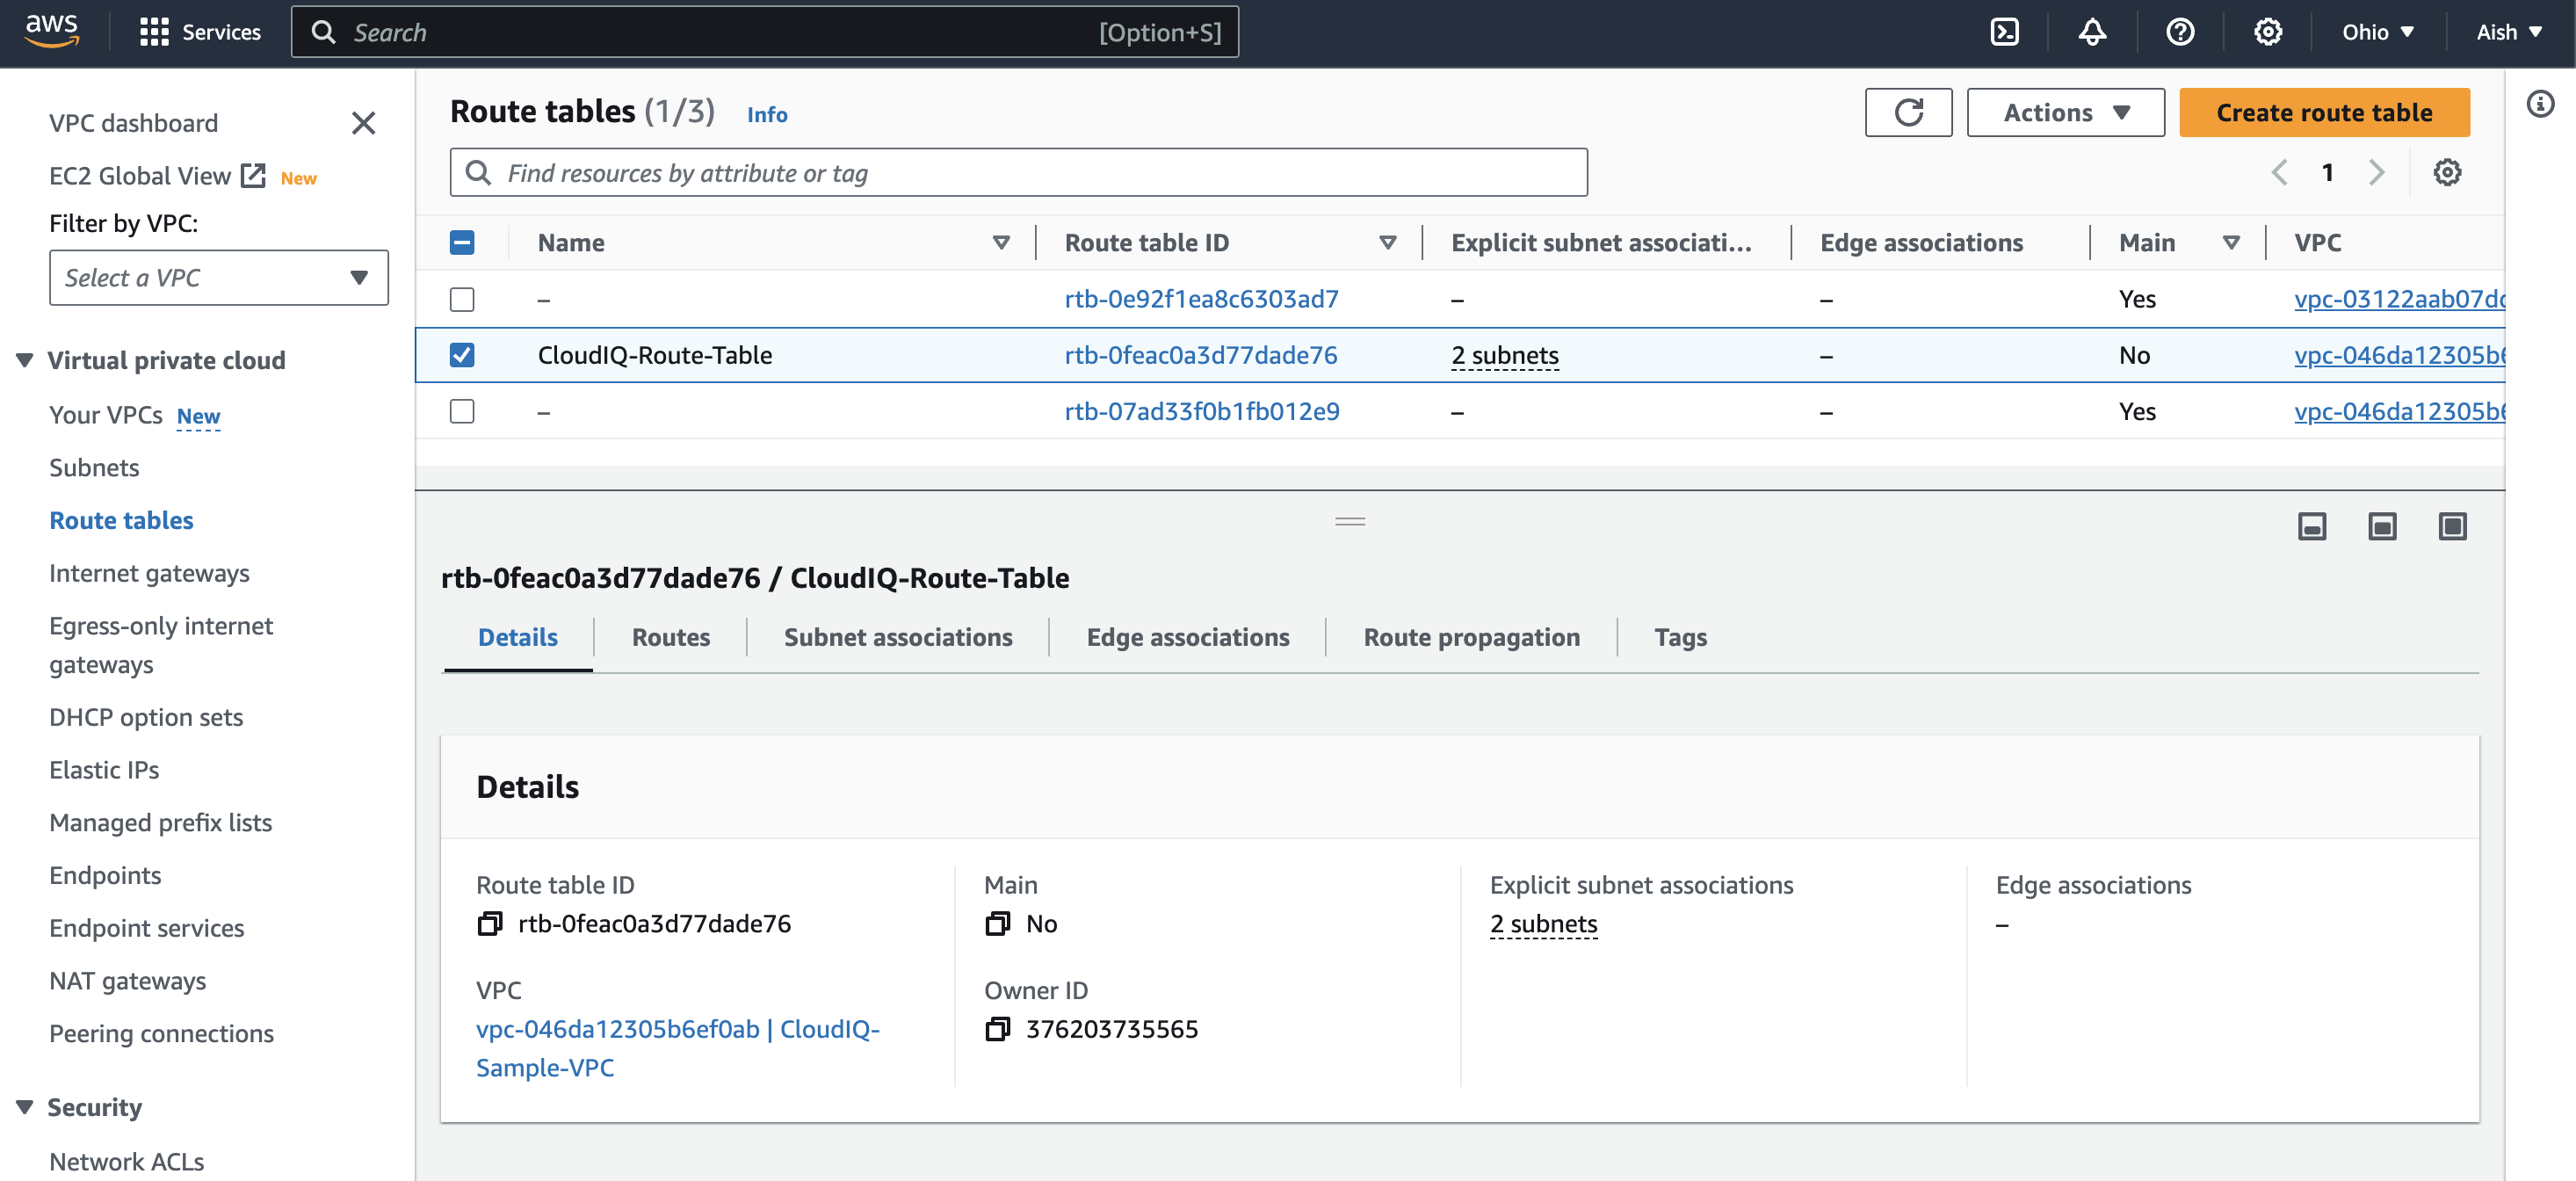 aws
Services
Search
[Option+S]
Ohio
Aish
VPC dashboard
EC2 Global View New
Filter by VPC:
Select a VPC
Virtual private cloud
Your VPCs New
Subnets
Route tables
Internet gateways
Egress-only internet
gateways
DHCP option sets
Elastic IPs
Managed prefix lists
Endpoints
Endpoint services
NAT gateways
Peering connections
Security
Network ACLs
Route tables (1/3) Info
Actions
Create route table
Find resources by attribute or tag
1
Name Route table ID Explicit subnet associati... Edge associations Main VPC
– rtb-0e92f1ea8c6303ad7 – – Yes vpc-03122aab07dc
CloudIQ-Route-Table rtb-0feac0a3d77dade76 2 subnets – No vpc-046da12305b6
– rtb-07ad33f0b1fb012e9 – – Yes vpc-046da12305b6
rtb-0feac0a3d77dade76 / CloudIQ-Route-Table
Details Routes Subnet associations Edge associations Route propagation Tags
Details
Route table ID
rtb-0feac0a3d77dade76
Main
No
Explicit subnet associations
2 subnets
Edge associations
–
VPC
vpc-046da12305b6ef0ab | CloudIQ-
Sample-VPC
Owner ID
376203735565